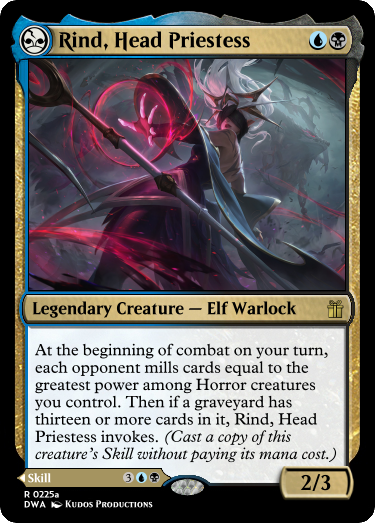 Rind, Head Priestess
Legendary Creature — Elf Warlock
At the beginning of combat on your turn,
each opponent mills cards equal to the
greatest power among Horror creatures
you control. Then if a graveyard has
thirteen or more cards in it, Rind, Head
Priestess invokes. (Cast a copy of this
creature's Skill without paying its mana cost.)
Skill 3
2/3
R 0225a
DWA Kudos Productions